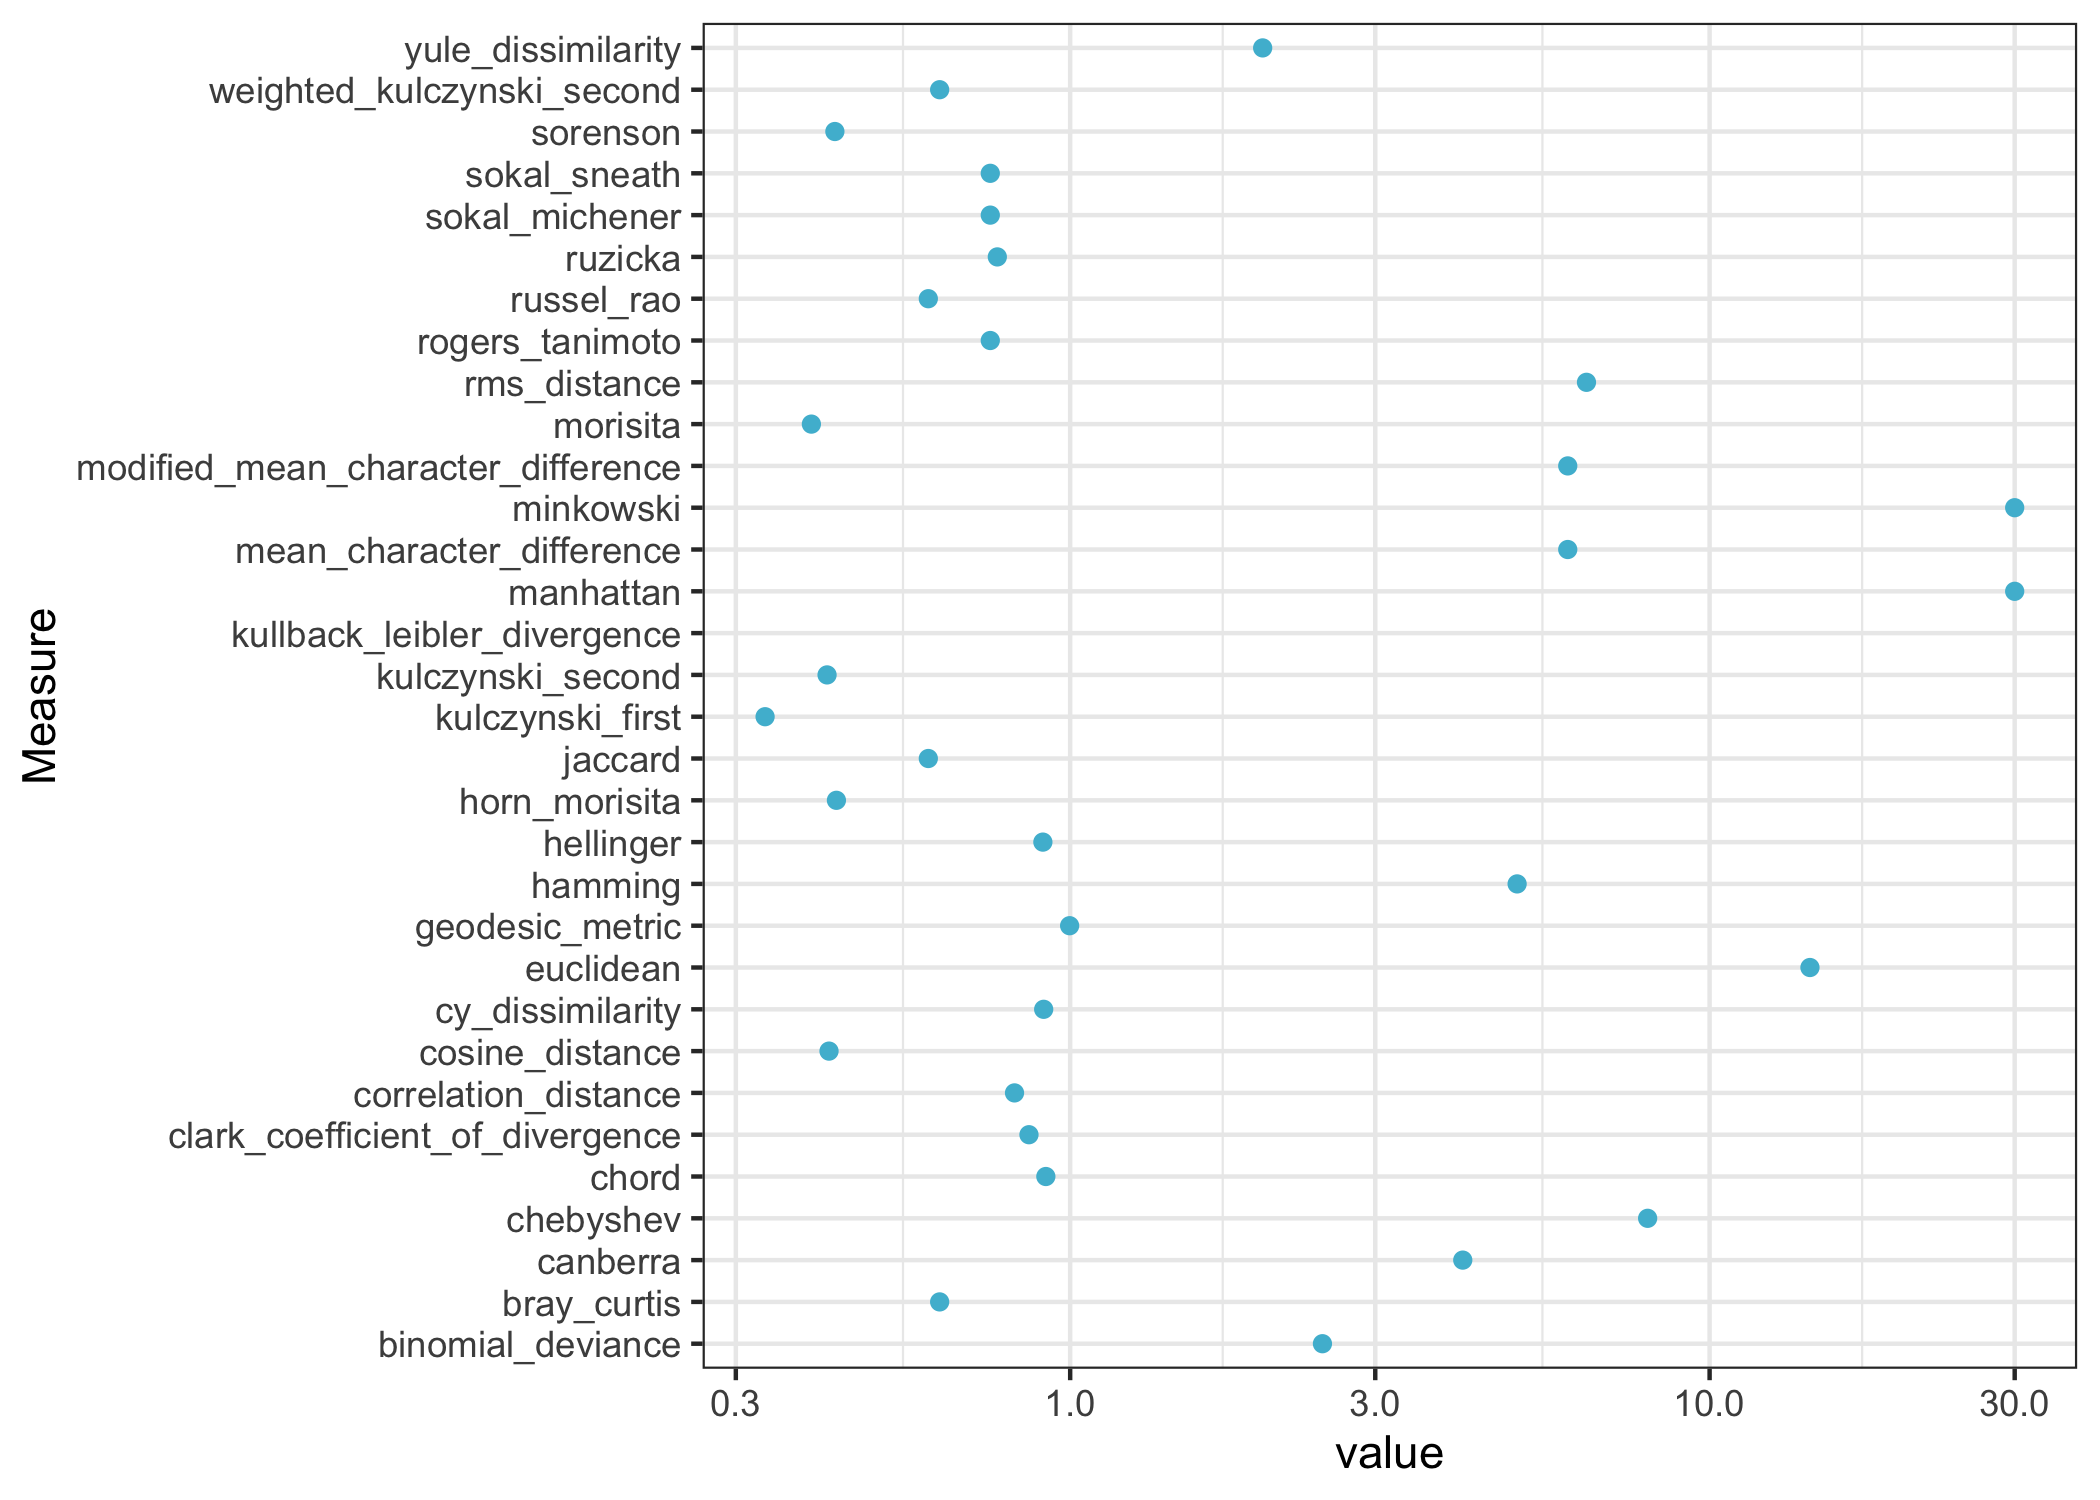 yule_dissimilarity
weighted_kulczynski_second
sorenson
sokal_sneath
sokal_michener
ruzicka
russel_rao
rogers_tanimoto
rms_distance
morisita
modified_mean_character_difference
minkowski
mean_character_difference
manhattan
kullback_leibler_divergence
kulczynski_second
kulczynski_first
jaccard
horn_morisita
hellinger
hamming
geodesic_metric
euclidean
cy_dissimilarity
cosine_distance
correlation_distance
clark_coefficient_of_divergence
chord
chebyshev
canberra
bray_curtis
binomial_deviance
Measure
0.3 1.0 3.0 10.0 30.0
value